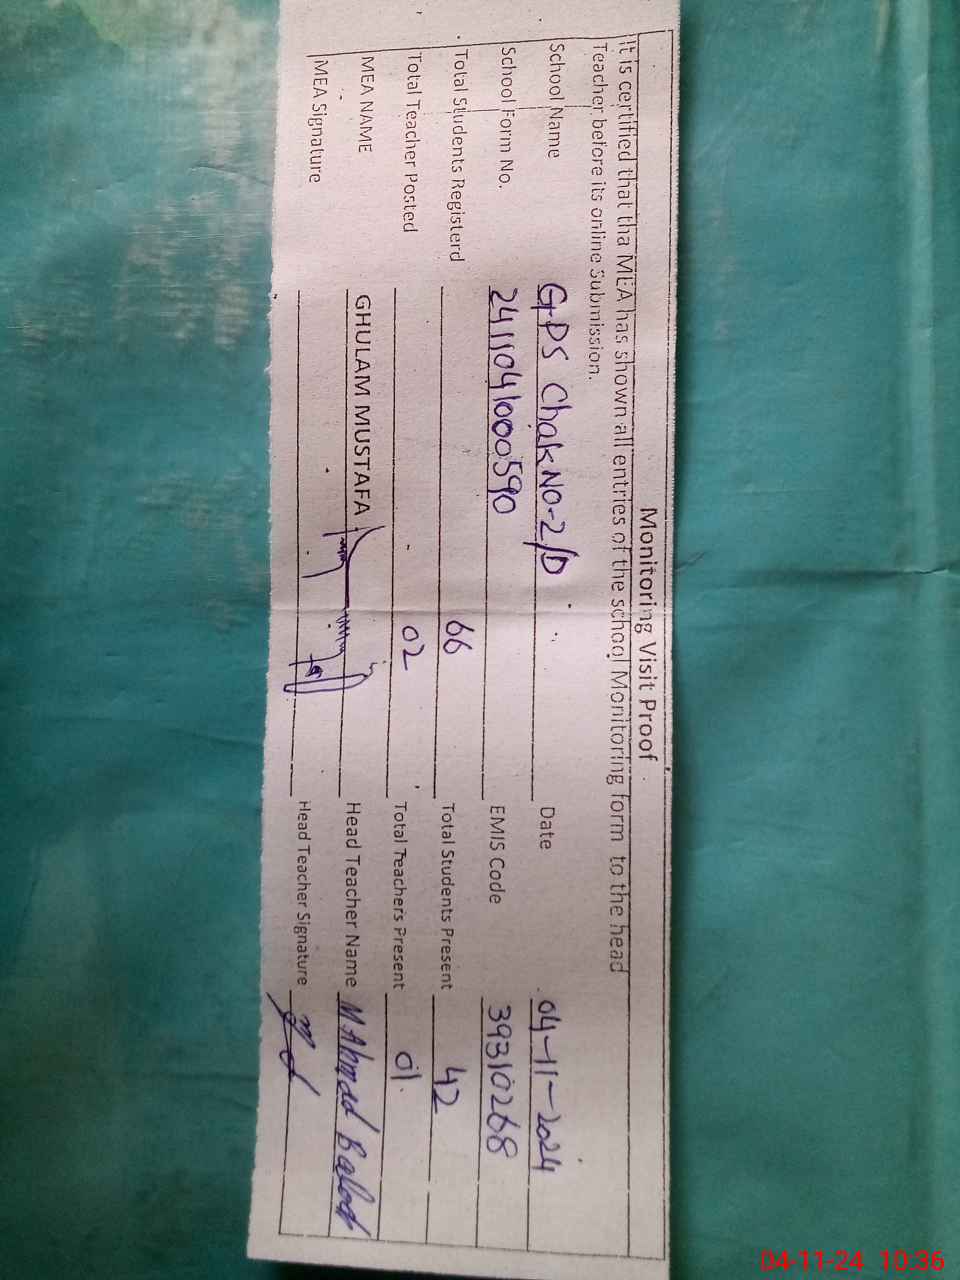 Monitoring Visit Proof
It is certified that tha MEA has shown all entries of the school Monitoring form to the head
Teacher before its online Submission.
School Name GPS Chak No-2/D Date 04-11-2024
School Form No. 2411041000590 EMIS Code 39310268
Total Students Registerd 66 Total Students Present 42
Total Teacher Posted 02 Total Teachers Present 01
MEA NAME GHULAM MUSTAFA Head Teacher Name M Ahmad
MEA Signature Head Teacher Signature
04-11-24 10:36